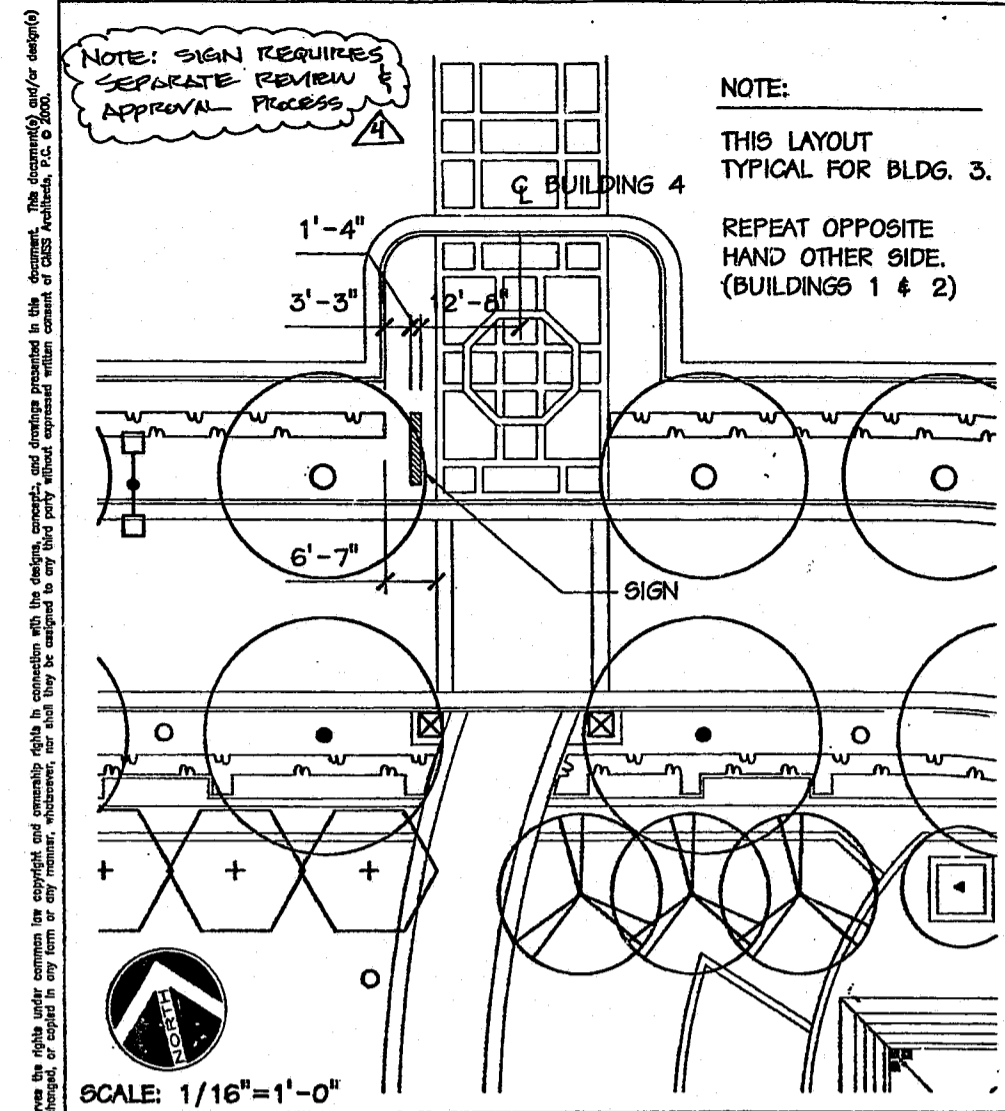 NOTE: SIGN REQUIRES
SEPARATE REVIEW &
APPROVAL PROCESS
4
NOTE:
THIS LAYOUT
TYPICAL FOR BLDG. 3.
REPEAT OPPOSITE
HAND OTHER SIDE.
(BUILDINGS 1 & 2)
℄ BUILDING 4
1'-4"
3'-3"
12'-8"
6'-7"
SIGN
NORTH
SCALE: 1/16"=1'-0"
rves the rights under common law copyright and ownership rights in connection with the designs, concepts, and drawings presented in this document. This document(s) and/or design(s)
changed, or copied in any form or any manner, whatsoever, nor shall they be assigned to any third party without expressed written consent of Architects, P.C. © 2000.